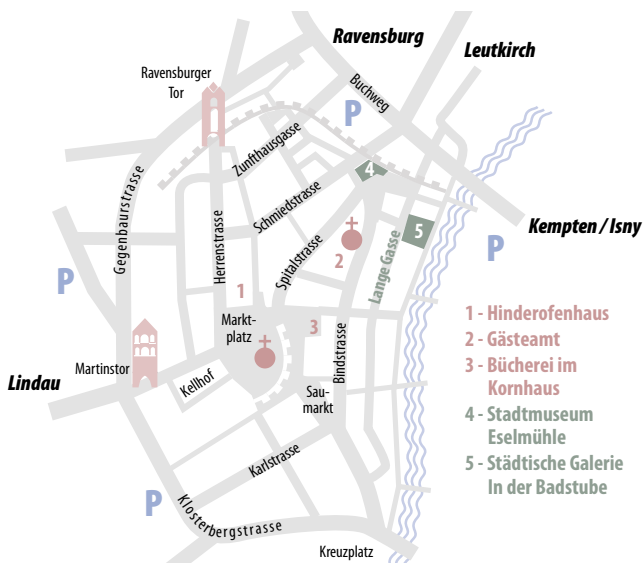 Ravensburg
Leutkirch
Ravensburger
Tor
Buchweg
P
Zunfthausgasse
4
Gegenbaurstrasse
Schmiedstrasse
Herrenstrasse
Spitalstrasse
5
Kempten / Isny
2
Lange Gasse
P
P
1
Markt-
platz
3
Bindstrasse
Martinstor
Lindau
Kellhof
Sau-
markt
Karlstrasse
P
Klosterbergstrasse
Kreuzplatz
1 - Hinderofenhaus
2 - Gästeamt
3 - Bücherei im
Kornhaus
4 - Stadtmuseum
Eselmühle
5 - Städtische Galerie
In der Badstube